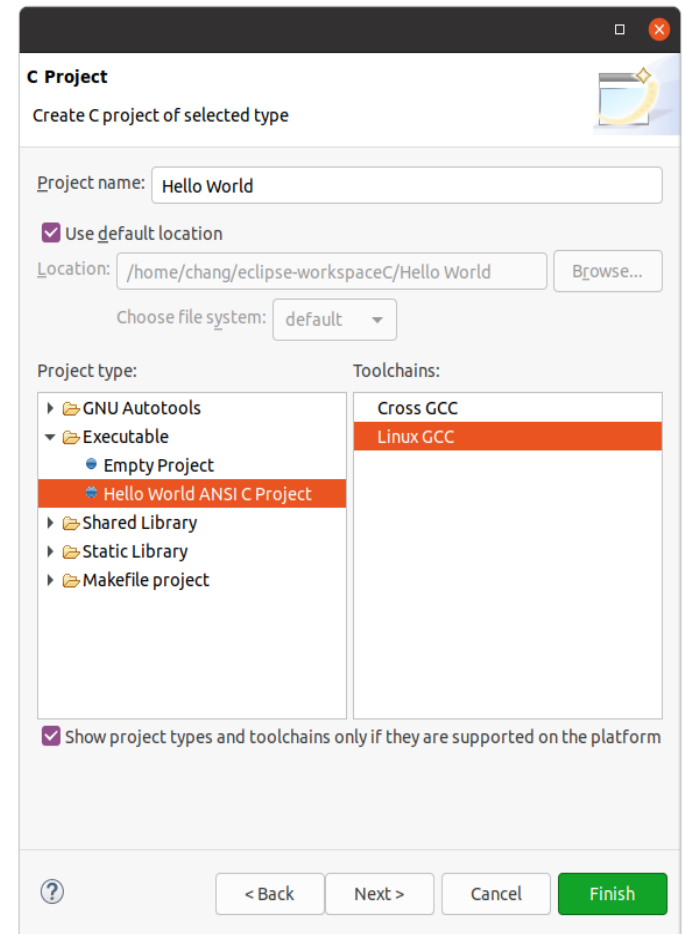 C Project
Create C project of selected type
Project name: Hello World
Use default location
Location: /home/chang/eclipse-workspaceC/Hello World Browse...
Choose file system: default
Project type: Toolchains:
GNU Autotools Cross GCC
Executable Linux GCC
Empty Project
Hello World ANSI C Project
Shared Library
Static Library
Makefile project
Show project types and toolchains only if they are supported on the platform
? < Back Next > Cancel Finish